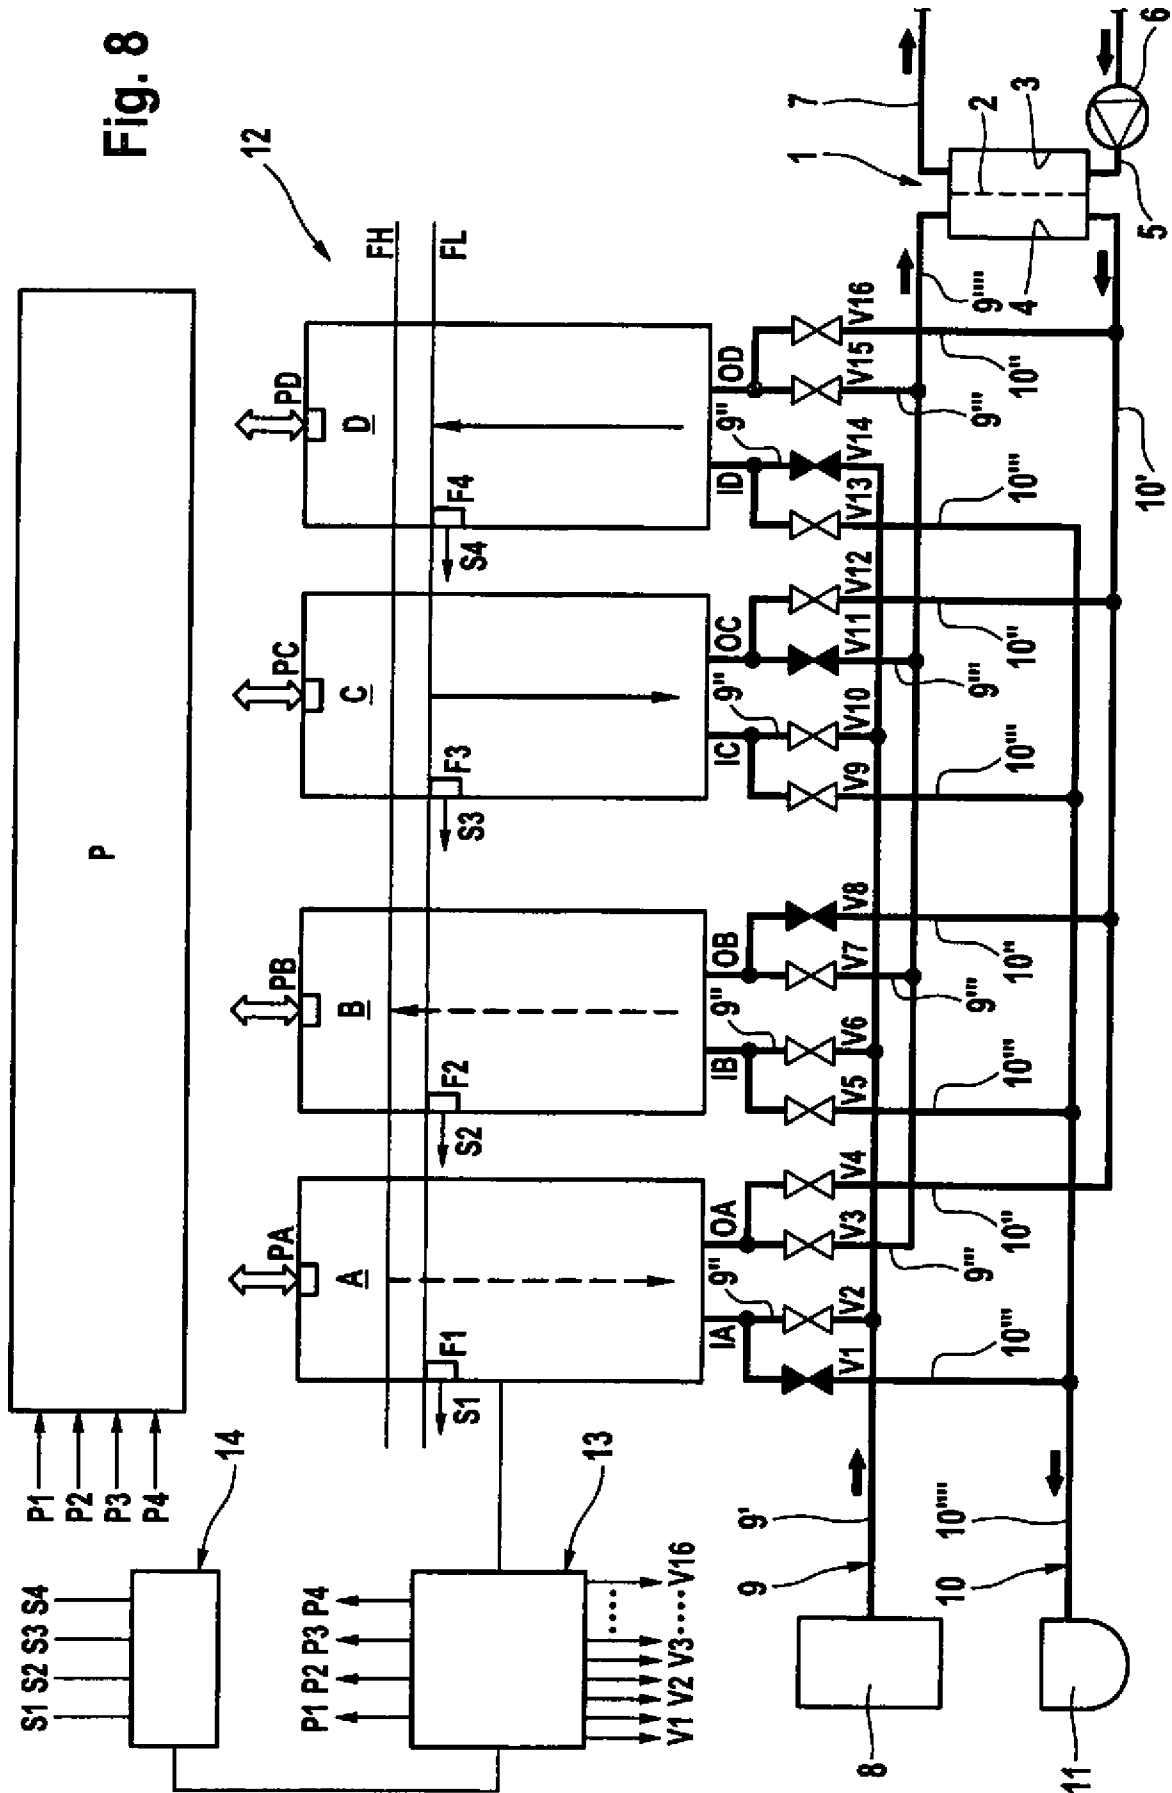 Fig. 8
P
P1 P2 P3 P4
14
S1 S2 S3 S4
12
PA PB PC PD
A B C D
FH
FL
F1 F2 F3 F4
S1 S2 S3 S4
P1 P2 P3 P4
13
V1 V2 V3 ····· V16
IA OA IB OB IC OC ID OD
9" 9" 9" 9"
V1 V2 V3 V4 V5 V6 V7 V8 V9 V10 V11 V12 V13 V14 V15 V16
1
7
2
3
6
4
5
9''''
9' 9''' 9''' 9''' 9'''
9
10''' 10" 10''' 10" 10''' 10" 10''' 10"
10'
10''''
10
8
11